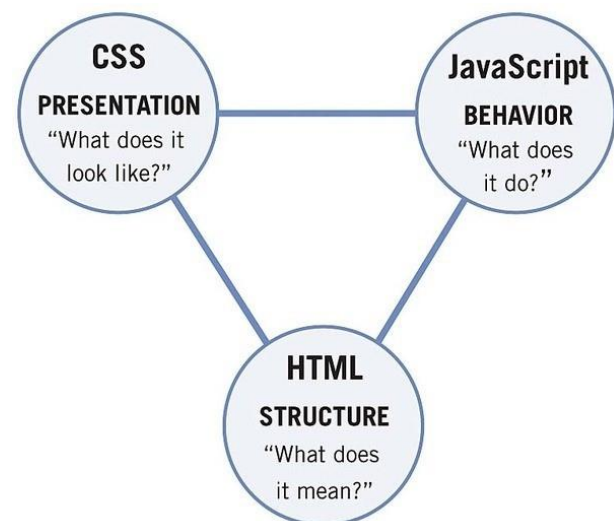 CSS
PRESENTATION
“What does it
look like?”
JavaScript
BEHAVIOR
“What does
it do?”
HTML
STRUCTURE
“What does
it mean?”